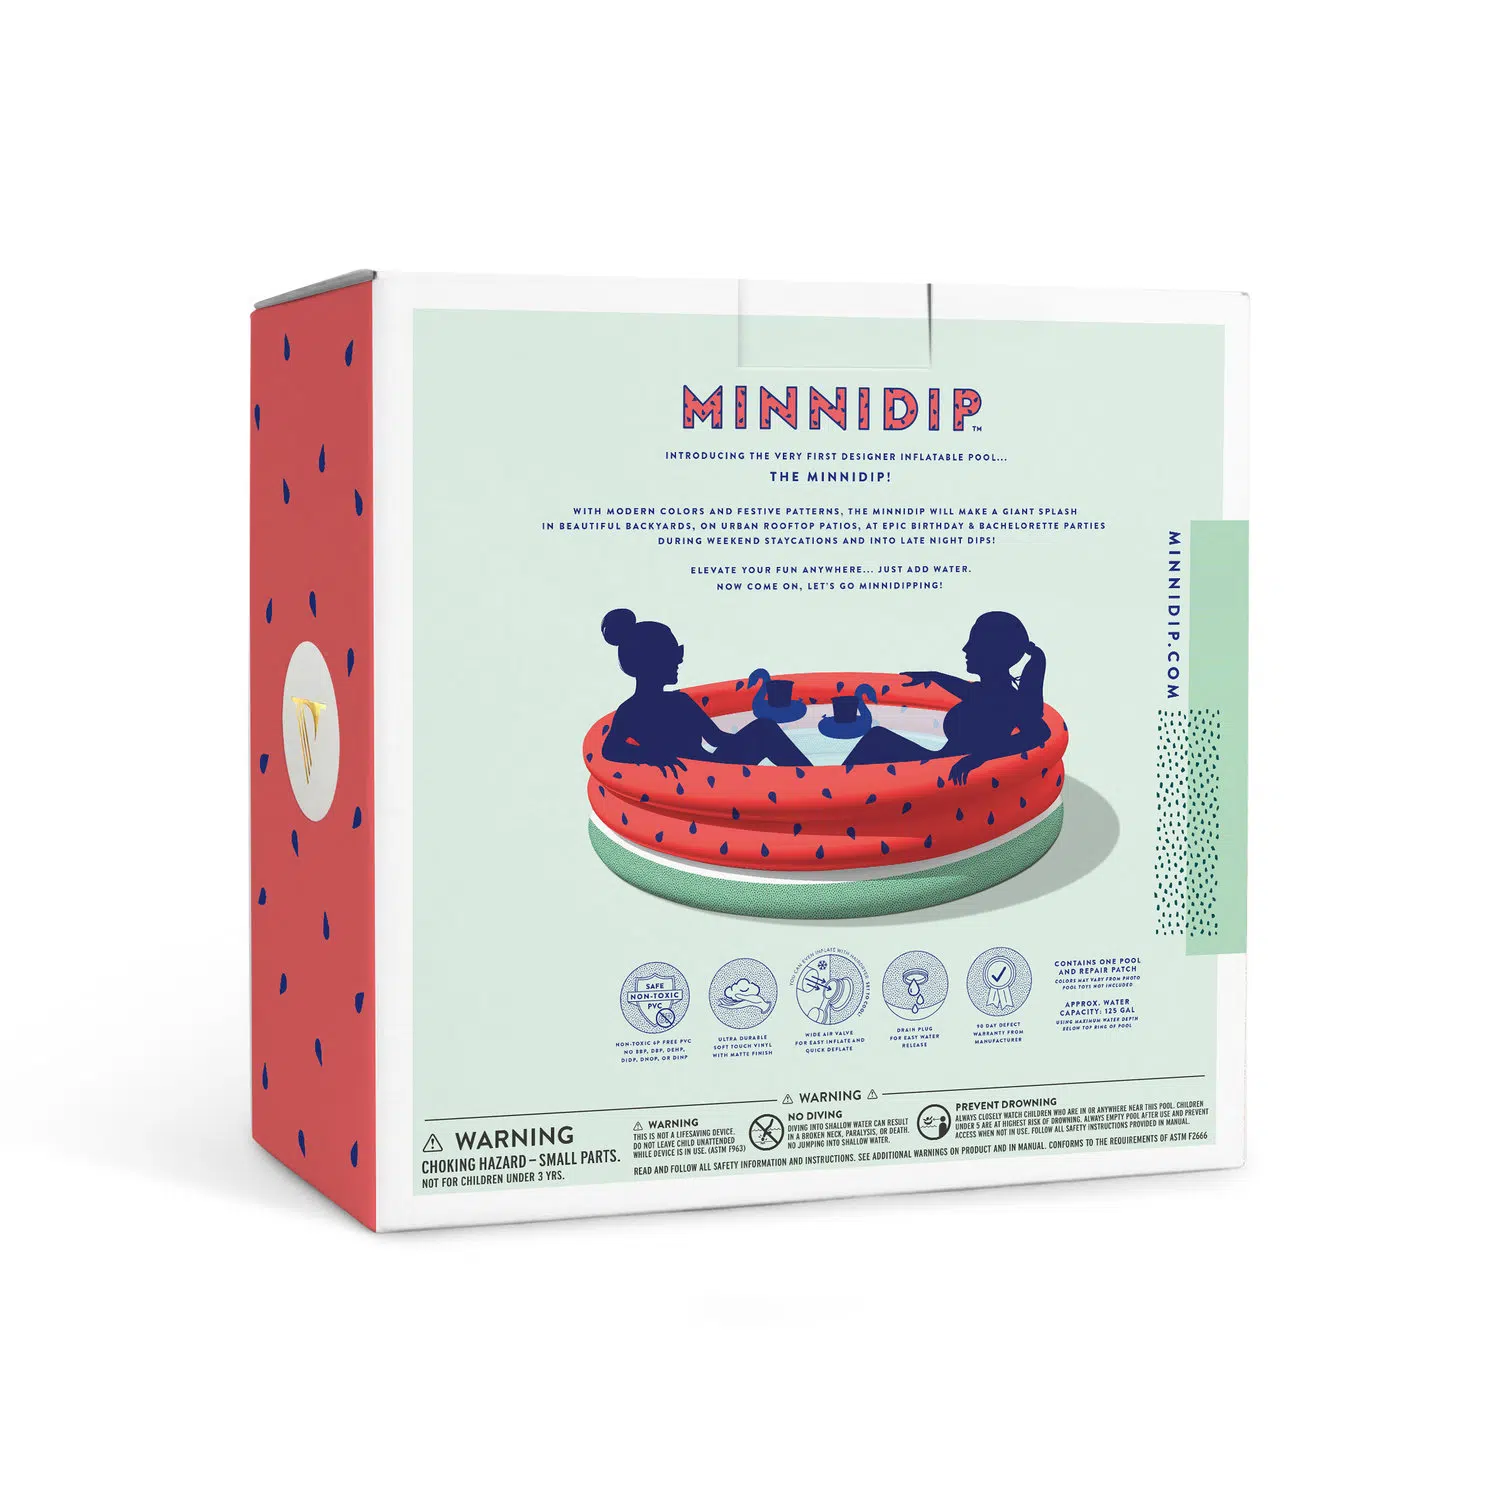 MINNIDIP™
INTRODUCING THE VERY FIRST DESIGNER INFLATABLE POOL...
THE MINNIDIP!
WITH MODERN COLORS AND FESTIVE PATTERNS, THE MINNIDIP WILL MAKE A GIANT SPLASH
IN BEAUTIFUL BACKYARDS, ON URBAN ROOFTOP PATIOS, AT EPIC BIRTHDAY & BACHELORETTE PARTIES
DURING WEEKEND STAYCATIONS AND INTO LATE NIGHT DIPS!
ELEVATE YOUR FUN ANYWHERE... JUST ADD WATER.
NOW COME ON, LET'S GO MINNIDIPPING!
MINNIDIP.COM
SAFE
NON-TOXIC
PVC
NON-TOXIC 6P FREE PVC
NO BBP, DBP, DEHP,
DIDP, DNOP, OR DINP
ULTRA DURABLE
SOFT TOUCH VINYL
WITH MATTE FINISH
YOU CAN EVEN INFLATE WITH HAIRDRYER SET TO COOL!
WIDE AIR VALVE
FOR EASY INFLATE AND
QUICK DEFLATE
DRAIN PLUG
FOR EASY WATER
RELEASE
90 DAY DEFECT
WARRANTY FROM
MANUFACTURER
CONTAINS ONE POOL
AND REPAIR PATCH
COLORS MAY VARY FROM PHOTO
POOL TOYS NOT INCLUDED
APPROX. WATER
CAPACITY: 125 GAL
USING MAXIMUM WATER DEPTH
BELOW TOP RING OF POOL
WARNING
WARNING
CHOKING HAZARD – SMALL PARTS.
NOT FOR CHILDREN UNDER 3 YRS.
WARNING
THIS IS NOT A LIFESAVING DEVICE.
DO NOT LEAVE CHILD UNATTENDED
WHILE DEVICE IS IN USE. (ASTM F963)
NO DIVING
DIVING INTO SHALLOW WATER CAN RESULT
IN A BROKEN NECK, PARALYSIS, OR DEATH.
NO JUMPING INTO SHALLOW WATER.
PREVENT DROWNING
ALWAYS CLOSELY WATCH CHILDREN WHO ARE IN OR ANYWHERE NEAR THIS POOL. CHILDREN
UNDER 5 ARE AT HIGHEST RISK OF DROWNING. ALWAYS EMPTY POOL AFTER USE AND PREVENT
ACCESS WHEN NOT IN USE. FOLLOW ALL SAFETY INSTRUCTIONS PROVIDED IN MANUAL.
READ AND FOLLOW ALL SAFETY INFORMATION AND INSTRUCTIONS. SEE ADDITIONAL WARNINGS ON PRODUCT AND IN MANUAL. CONFORMS TO THE REQUIREMENTS OF ASTM F2666